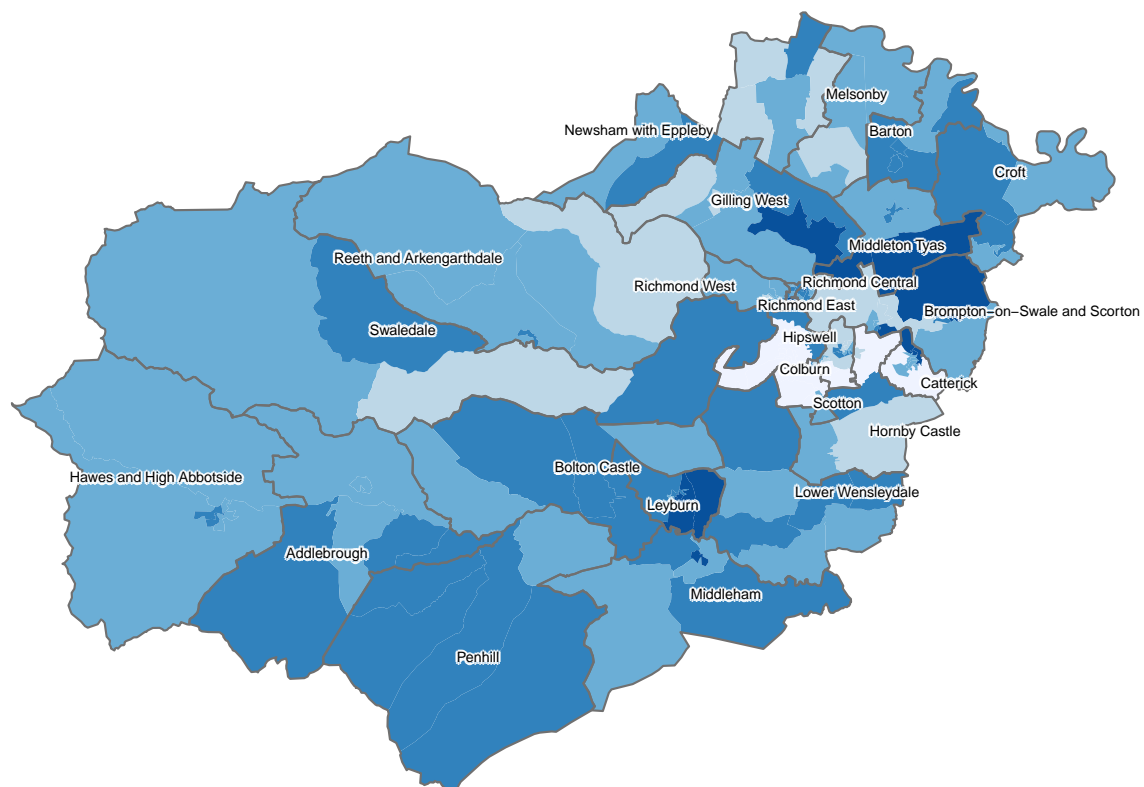 Melsonby
Newsham with Eppleby
Barton
Croft
Gilling West
Middleton Tyas
Reeth and Arkengarthdale
Richmond West
Richmond Central
Richmond East
Brompton−on−Swale and Scorton
Swaledale
Hipswell
Colburn
Catterick
Scotton
Hornby Castle
Bolton Castle
Hawes and High Abbotside
Lower Wensleydale
Leyburn
Addlebrough
Middleham
Penhill